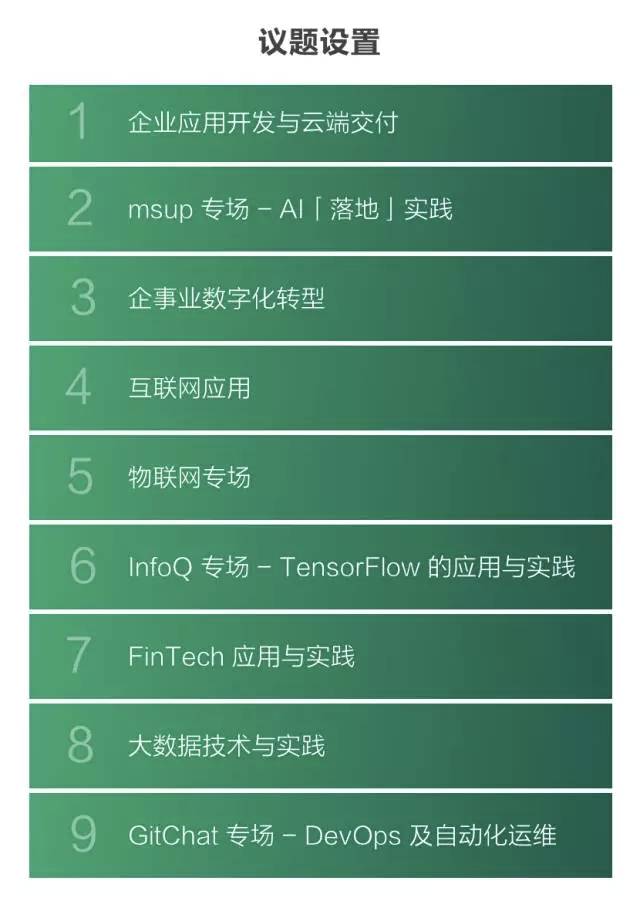 议题设置
1 企业应用开发与云端交付
2 msup 专场 – AI「落地」实践
3 企事业数字化转型
4 互联网应用
5 物联网专场
6 InfoQ 专场 – TensorFlow 的应用与实践
7 FinTech 应用与实践
8 大数据技术与实践
9 GitChat 专场 – DevOps 及自动化运维